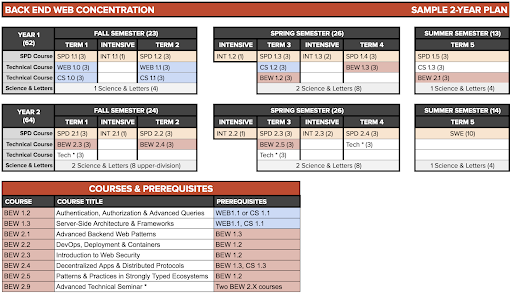 BACK END WEB CONCENTRATION SAMPLE 2-YEAR PLAN
YEAR 1 (62) FALL SEMESTER (23) SPRING SEMESTER (26) SUMMER SEMESTER (13)
TERM 1 INTENSIVE TERM 2 INTENSIVE TERM 3 INTENSIVE TERM 4 TERM 5
SPD Course SPD 1.1 (3) INT 1.1 (1) SPD 1.2 (3) INT 1.2 (1) SPD 1.3 (3) INT 1.3 (2) SPD 1.4 (3) SPD 1.5 (3)
Technical Course WEB 1.0 (3) WEB 1.1 (3) CS 1.2 (3) BEW 1.3 (3) CS 1.3 (3)
Technical Course CS 1.0 (3) CS 1.1 (3) BEW 1.2 (3) BEW 2.1 (3)
Science & Letters 1 Science & Letters (4) 2 Science & Letters (8) 1 Science & Letters (4)
YEAR 2 (64) FALL SEMESTER (24) SPRING SEMESTER (26) SUMMER SEMESTER (14)
TERM 1 INTENSIVE TERM 2 INTENSIVE TERM 3 INTENSIVE TERM 4 TERM 5
SPD Course SPD 2.1 (3) INT 2.1 (1) SPD 2.2 (3) INT 2.2 (1) SPD 2.3 (3) INT 2.3 (2) SPD 2.4 (3) SWE (10)
Technical Course BEW 2.3 (3) BEW 2.4 (3) BEW 2.5 (3) Tech * (3)
Technical Course Tech * (3) Tech * (3)
Science & Letters 2 Science & Letters (8 upper-division) 2 Science & Letters (8) 1 Science & Letters (4)
COURSES & PREREQUISITES
COURSE COURSE TITLE PREREQUISITES
BEW 1.2 Authentication, Authorization & Advanced Queries WEB1.1 or CS 1.1
BEW 1.3 Server-Side Architecture & Frameworks WEB1.1, CS 1.1
BEW 2.1 Advanced Backend Web Patterns BEW 1.3
BEW 2.2 DevOps, Deployment & Containers BEW 1.2
BEW 2.3 Introduction to Web Security BEW 1.2
BEW 2.4 Decentralized Apps & Distributed Protocols BEW 1.3, CS 1.3
BEW 2.5 Patterns & Practices in Strongly Typed Ecosystems BEW 1.2
BEW 2.9 Advanced Technical Seminar * Two BEW 2.X courses